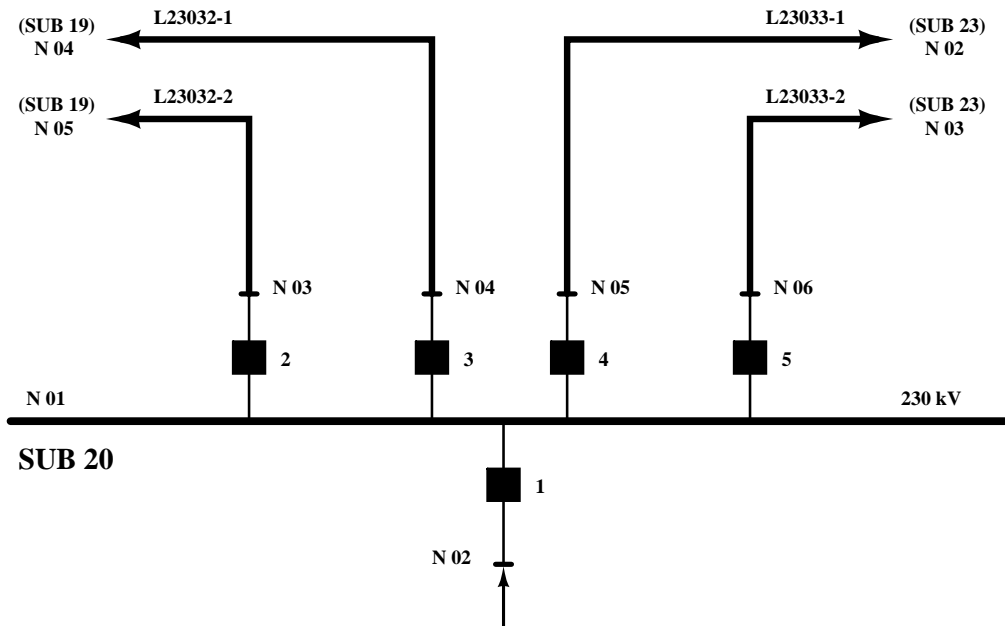 L23032-1
L23033-1
(SUB 19)
N 04
(SUB 23)
N 02
L23032-2
L23033-2
(SUB 19)
N 05
(SUB 23)
N 03
N 03
N 04
N 05
N 06
2
3
4
5
N 01
230 kV
SUB 20
1
N 02